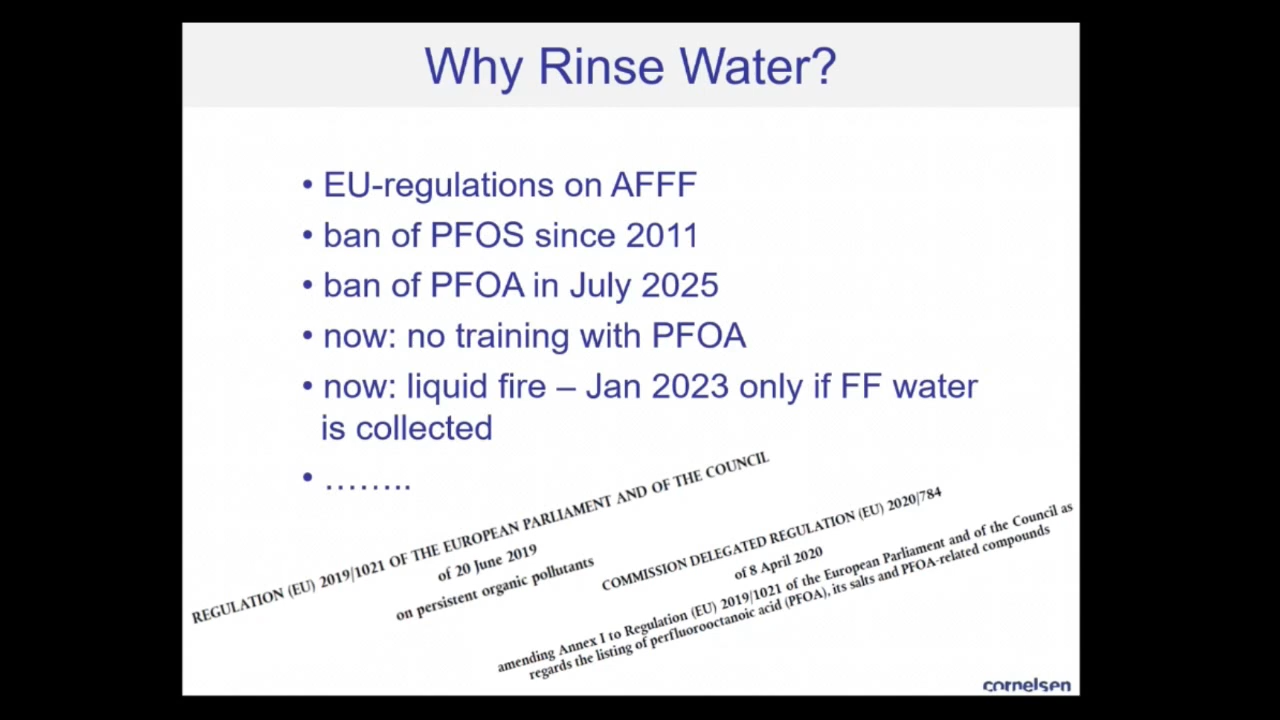 Why Rinse Water?
• EU-regulations on AFFF
• ban of PFOS since 2011
• ban of PFOA in July 2025
• now: no training with PFOA
• now: liquid fire – Jan 2023 only if FF water
is collected
• ........
REGULATION (EU) 2019/1021 OF THE EUROPEAN PARLIAMENT AND OF THE COUNCIL
of 20 June 2019
on persistent organic pollutants
COMMISSION DELEGATED REGULATION (EU) 2020/784
of 8 April 2020
amending Annex I to Regulation (EU) 2019/1021 of the European Parliament and of the Council as
regards the listing of perfluorooctanoic acid (PFOA), its salts and PFOA-related compounds
cornelsen